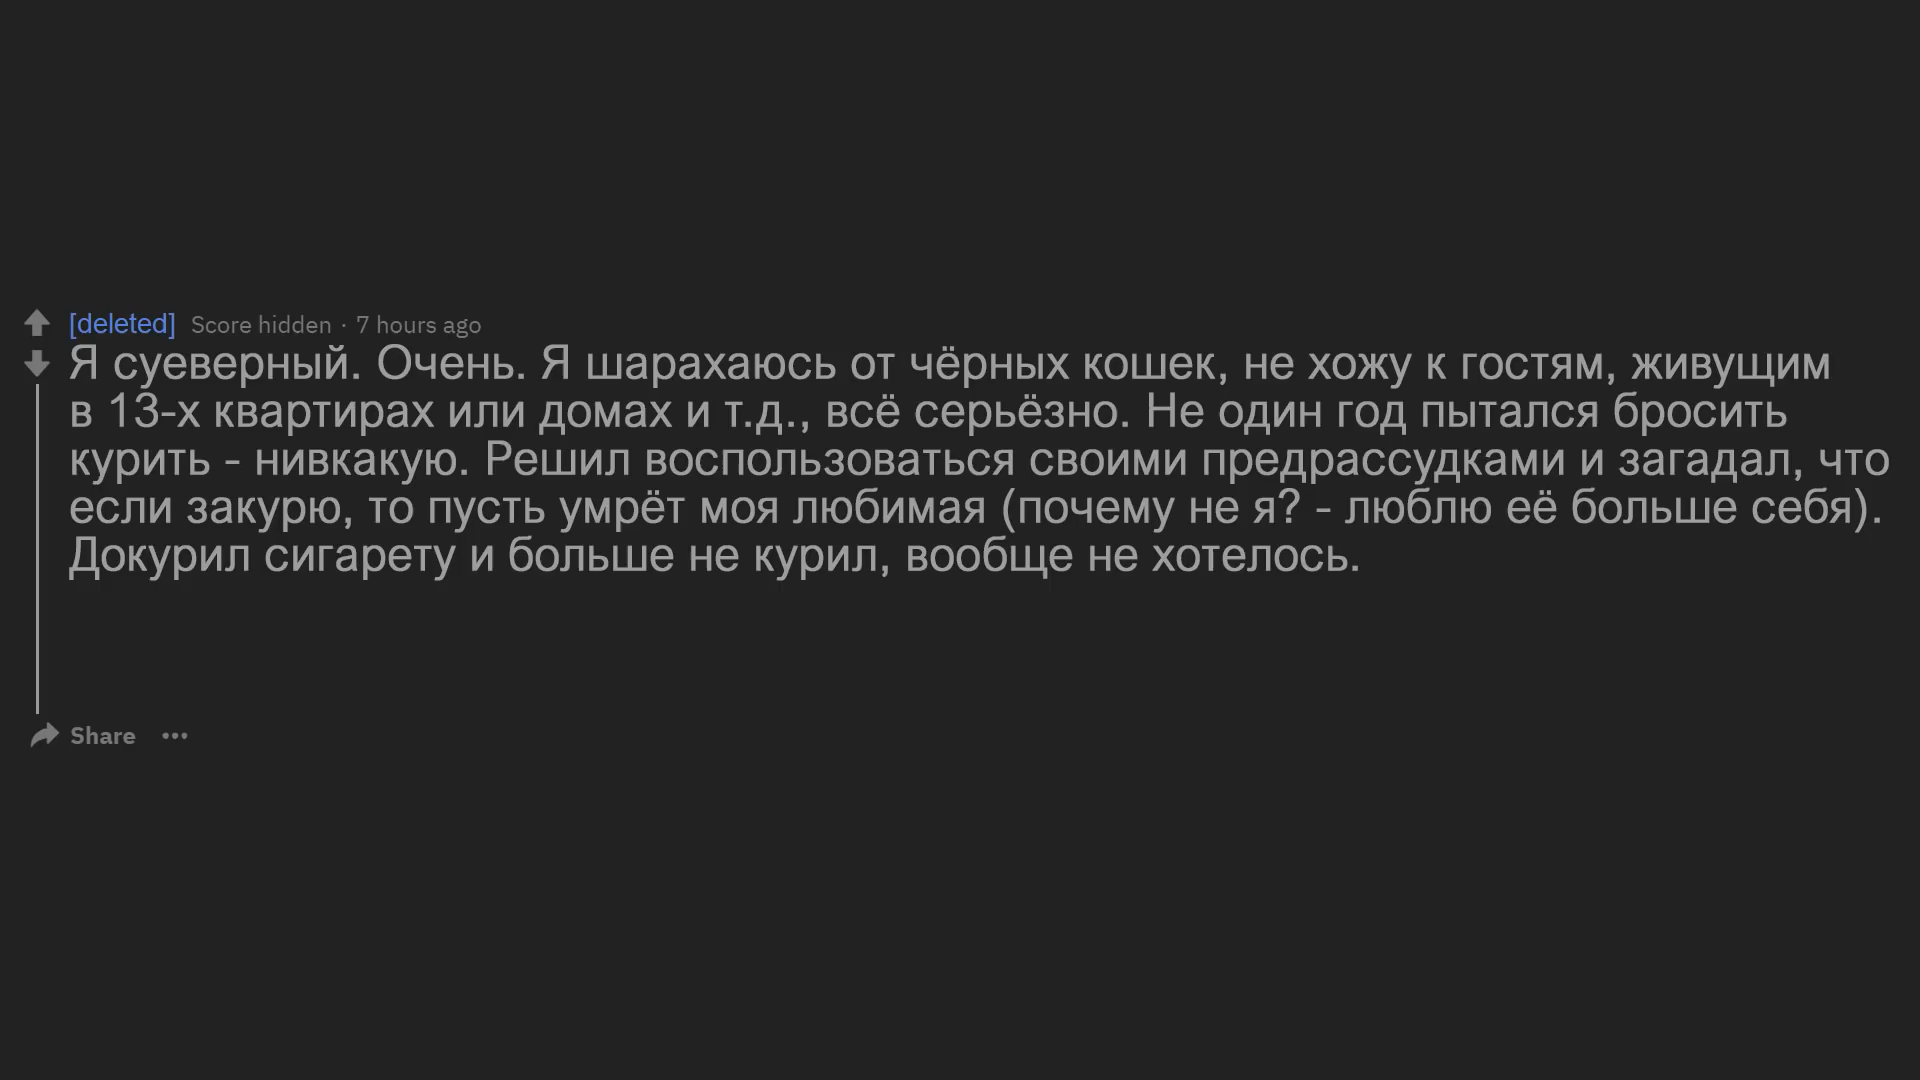 [deleted] Score hidden · 7 hours ago
Я суеверный. Очень. Я шарахаюсь от чёрных кошек, не хожу к гостям, живущим
в 13-х квартирах или домах и т.д., всё серьёзно. Не один год пытался бросить
курить - нивкакую. Решил воспользоваться своими предрассудками и загадал, что
если закурю, то пусть умрёт моя любимая (почему не я? - люблю её больше себя).
Докурил сигарету и больше не курил, вообще не хотелось.
Share ···